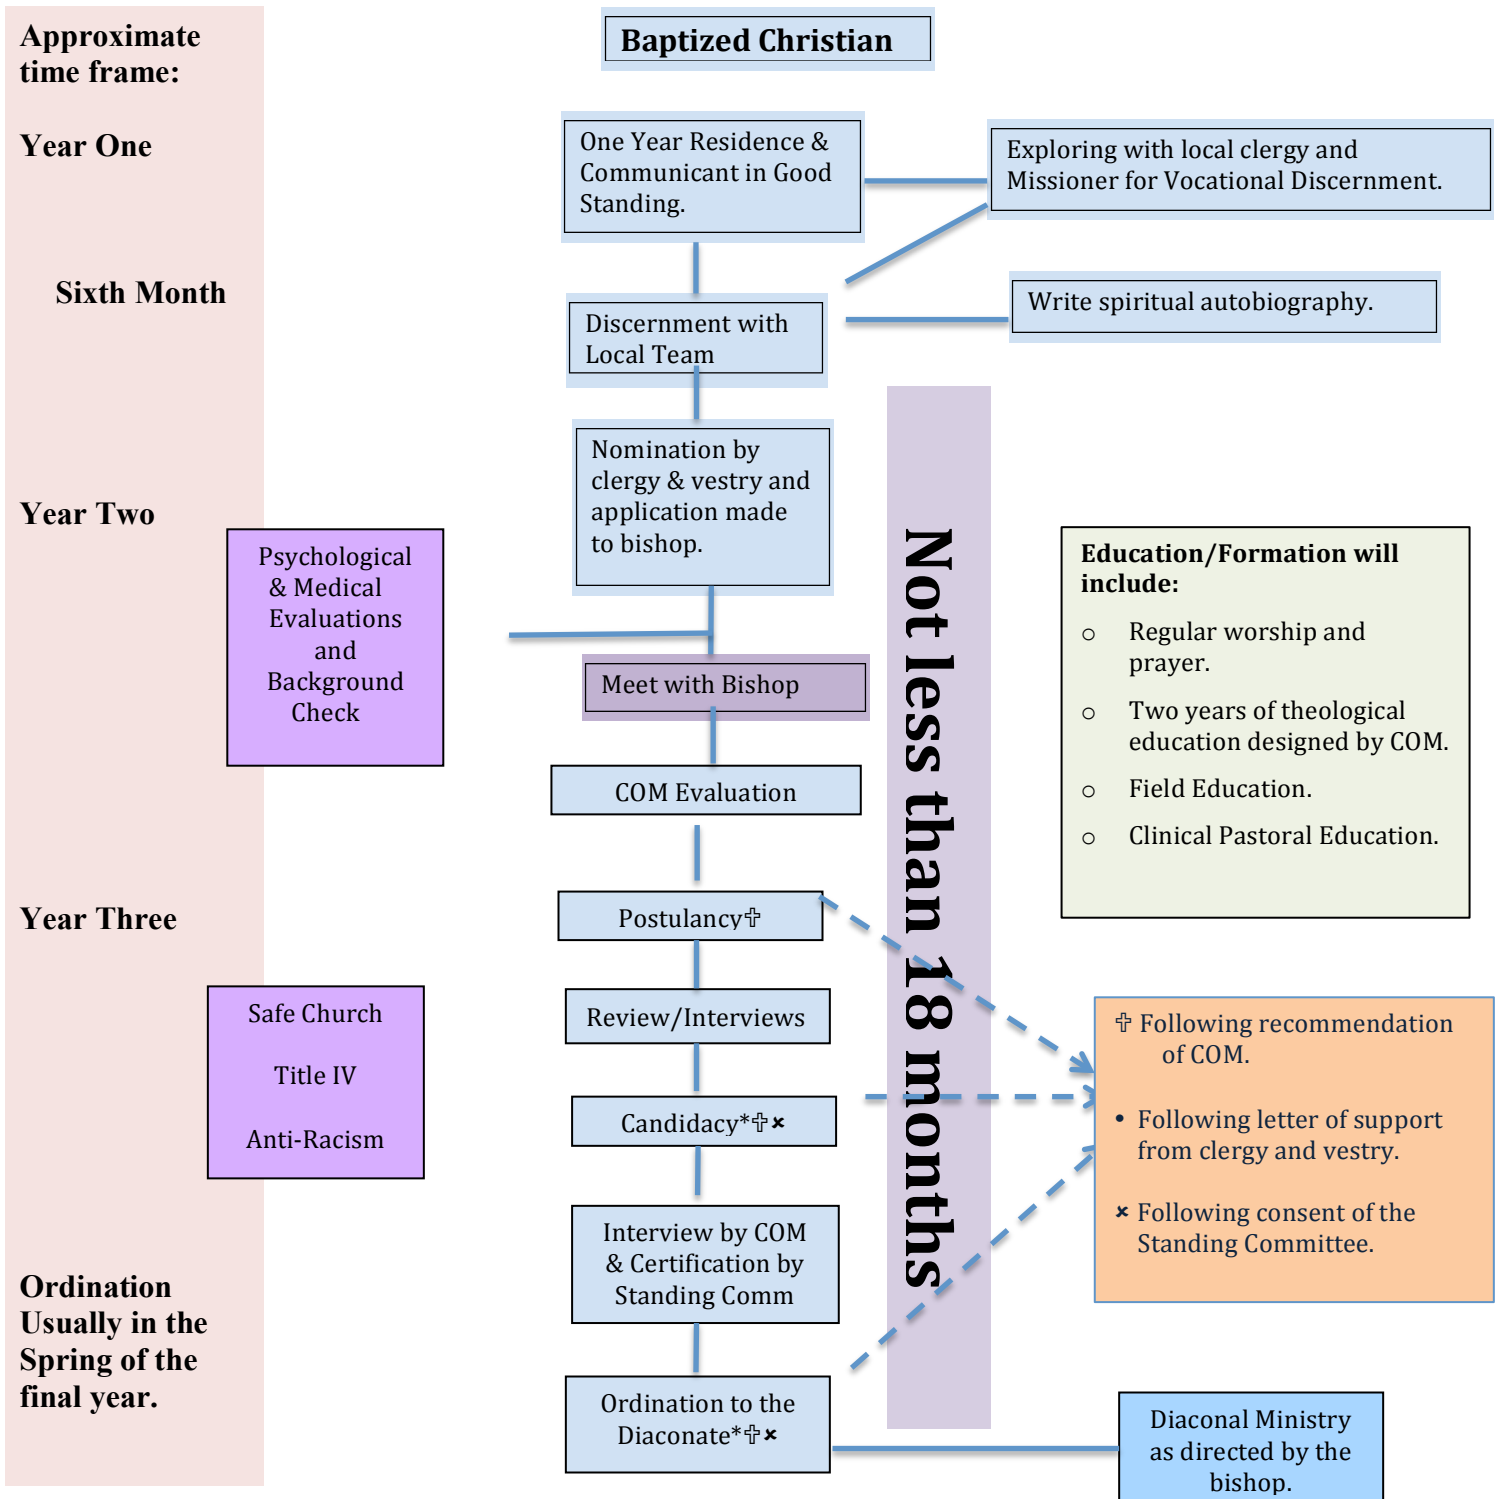 Approximate
time frame:
Baptized Christian
Year One
One Year Residence &
Communicant in Good
Standing.
Exploring with local clergy and
Missioner for Vocational Discernment.
Sixth Month
Discernment with
Local Team
Write spiritual autobiography.
Nomination by
clergy & vestry and
application made
to bishop.
Year Two
Psychological
& Medical
Evaluations
and
Background
Check
Meet with Bishop
COM Evaluation
Not less than 18 months
Education/Formation will
include:
o Regular worship and
prayer.
o Two years of theological
education designed by COM.
o Field Education.
o Clinical Pastoral Education.
Year Three
Postulancy✞
Review/Interviews
Safe Church
Title IV
Anti-Racism
Candidacy*✞×
✞ Following recommendation
of COM.
• Following letter of support
from clergy and vestry.
× Following consent of the
Standing Committee.
Interview by COM
& Certification by
Standing Comm
Ordination
Usually in the
Spring of the
final year.
Ordination to the
Diaconate*✞×
Diaconal Ministry
as directed by the
bishop.